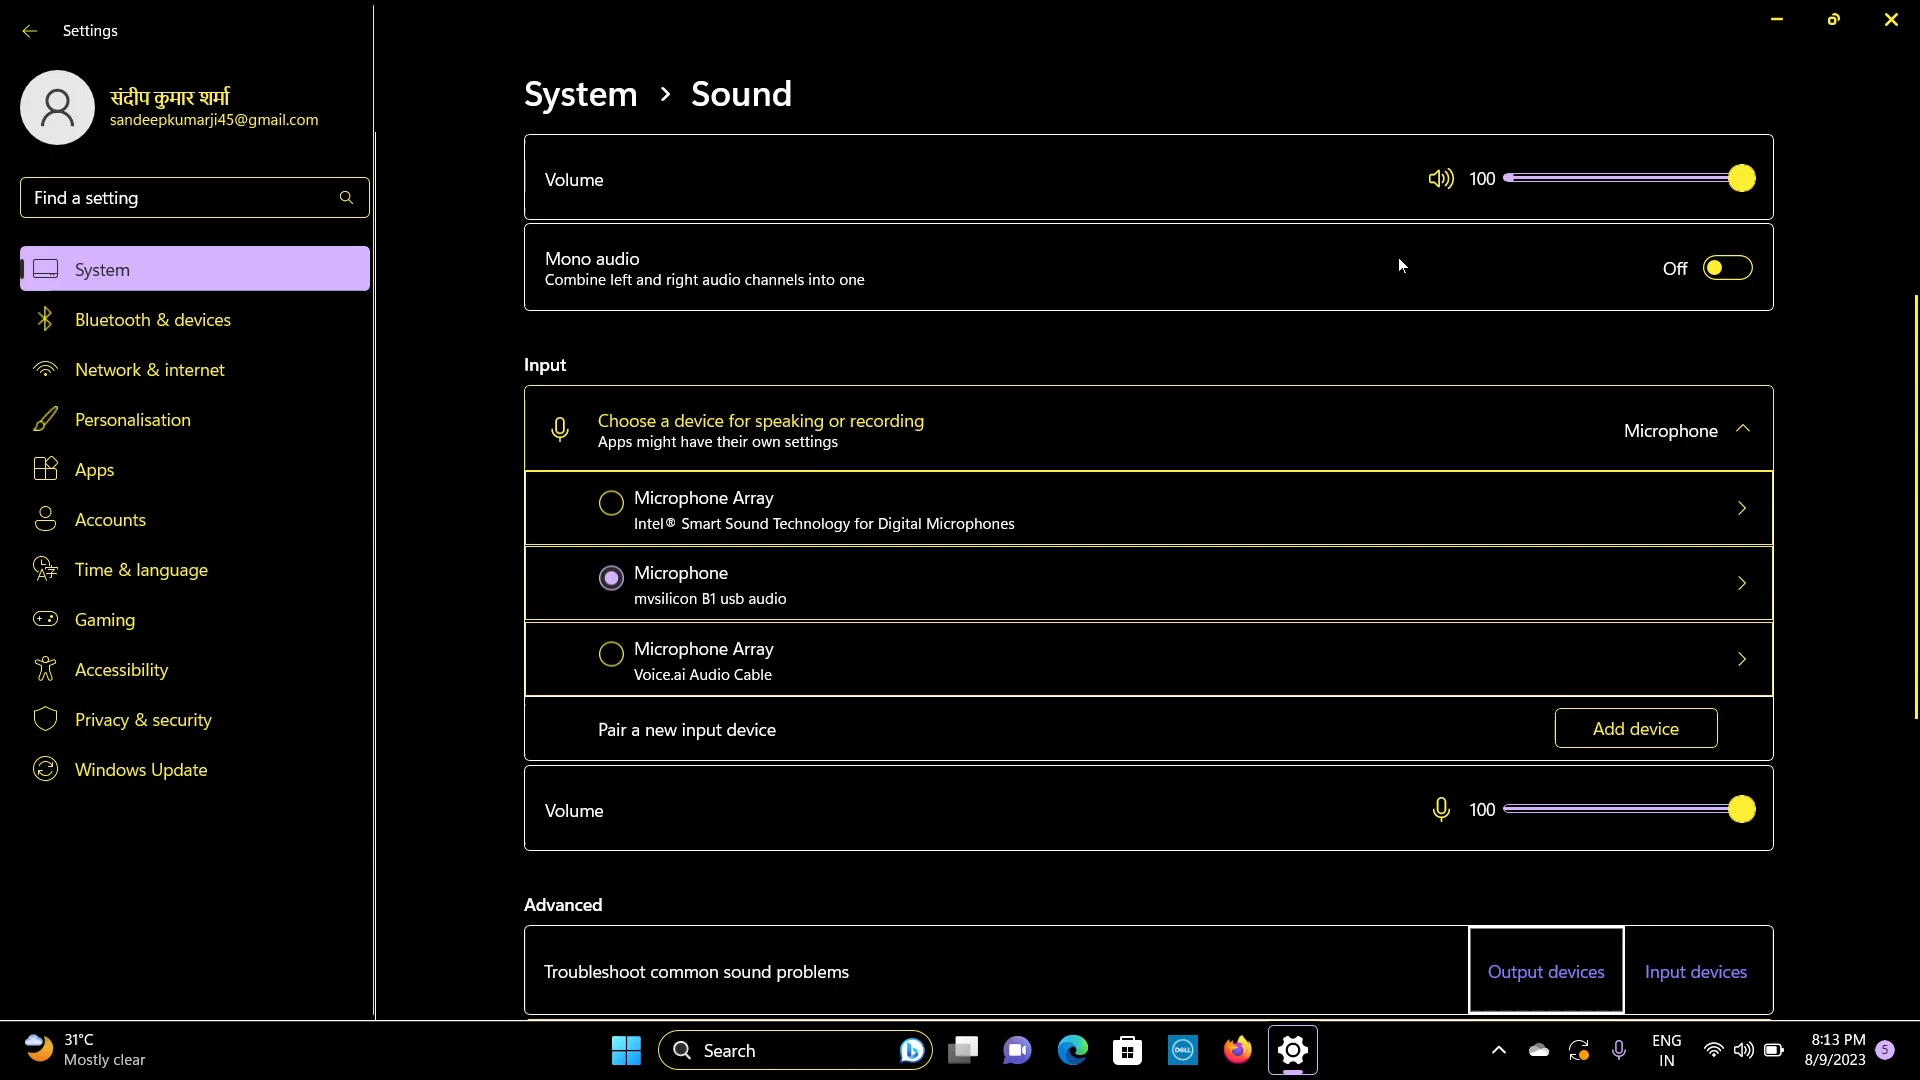 Settings
संदीप कुमार शर्मा
sandeepkumarji45@gmail.com
Find a setting
System
Bluetooth & devices
Network & internet
Personalisation
Apps
Accounts
Time & language
Gaming
Accessibility
Privacy & security
Windows Update
System > Sound
Volume 100
Mono audio
Combine left and right audio channels into one
Off
Input
Choose a device for speaking or recording
Apps might have their own settings
Microphone
Microphone Array
Intel® Smart Sound Technology for Digital Microphones
Microphone
mvsilicon B1 usb audio
Microphone Array
Voice.ai Audio Cable
Pair a new input device
Add device
Volume 100
Advanced
Troubleshoot common sound problems
Output devices
Input devices
31°C
Mostly clear
Search
DELL
ENG
IN
8:13 PM
8/9/2023
5